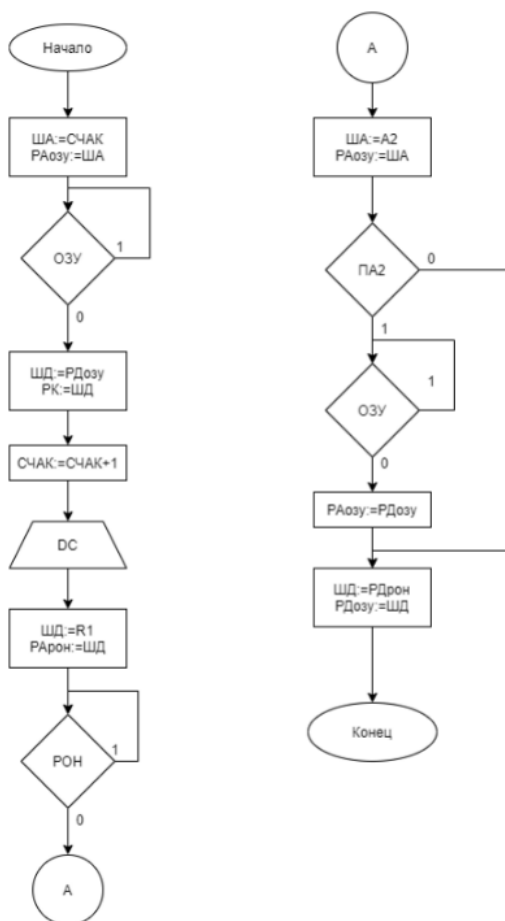 Начало
ША:=СЧАК
РАозу:=ША
ОЗУ
1
0
ШД:=РДозу
РК:=ШД
СЧАК:=СЧАК+1
DC
ШД:=R1
РАрон:=ШД
РОН
1
0
А
А
ША:=А2
РАозу:=ША
ПА2
0
1
ОЗУ
1
0
РАозу:=РДозу
ШД:=РДрон
РДозу:=ШД
Конец